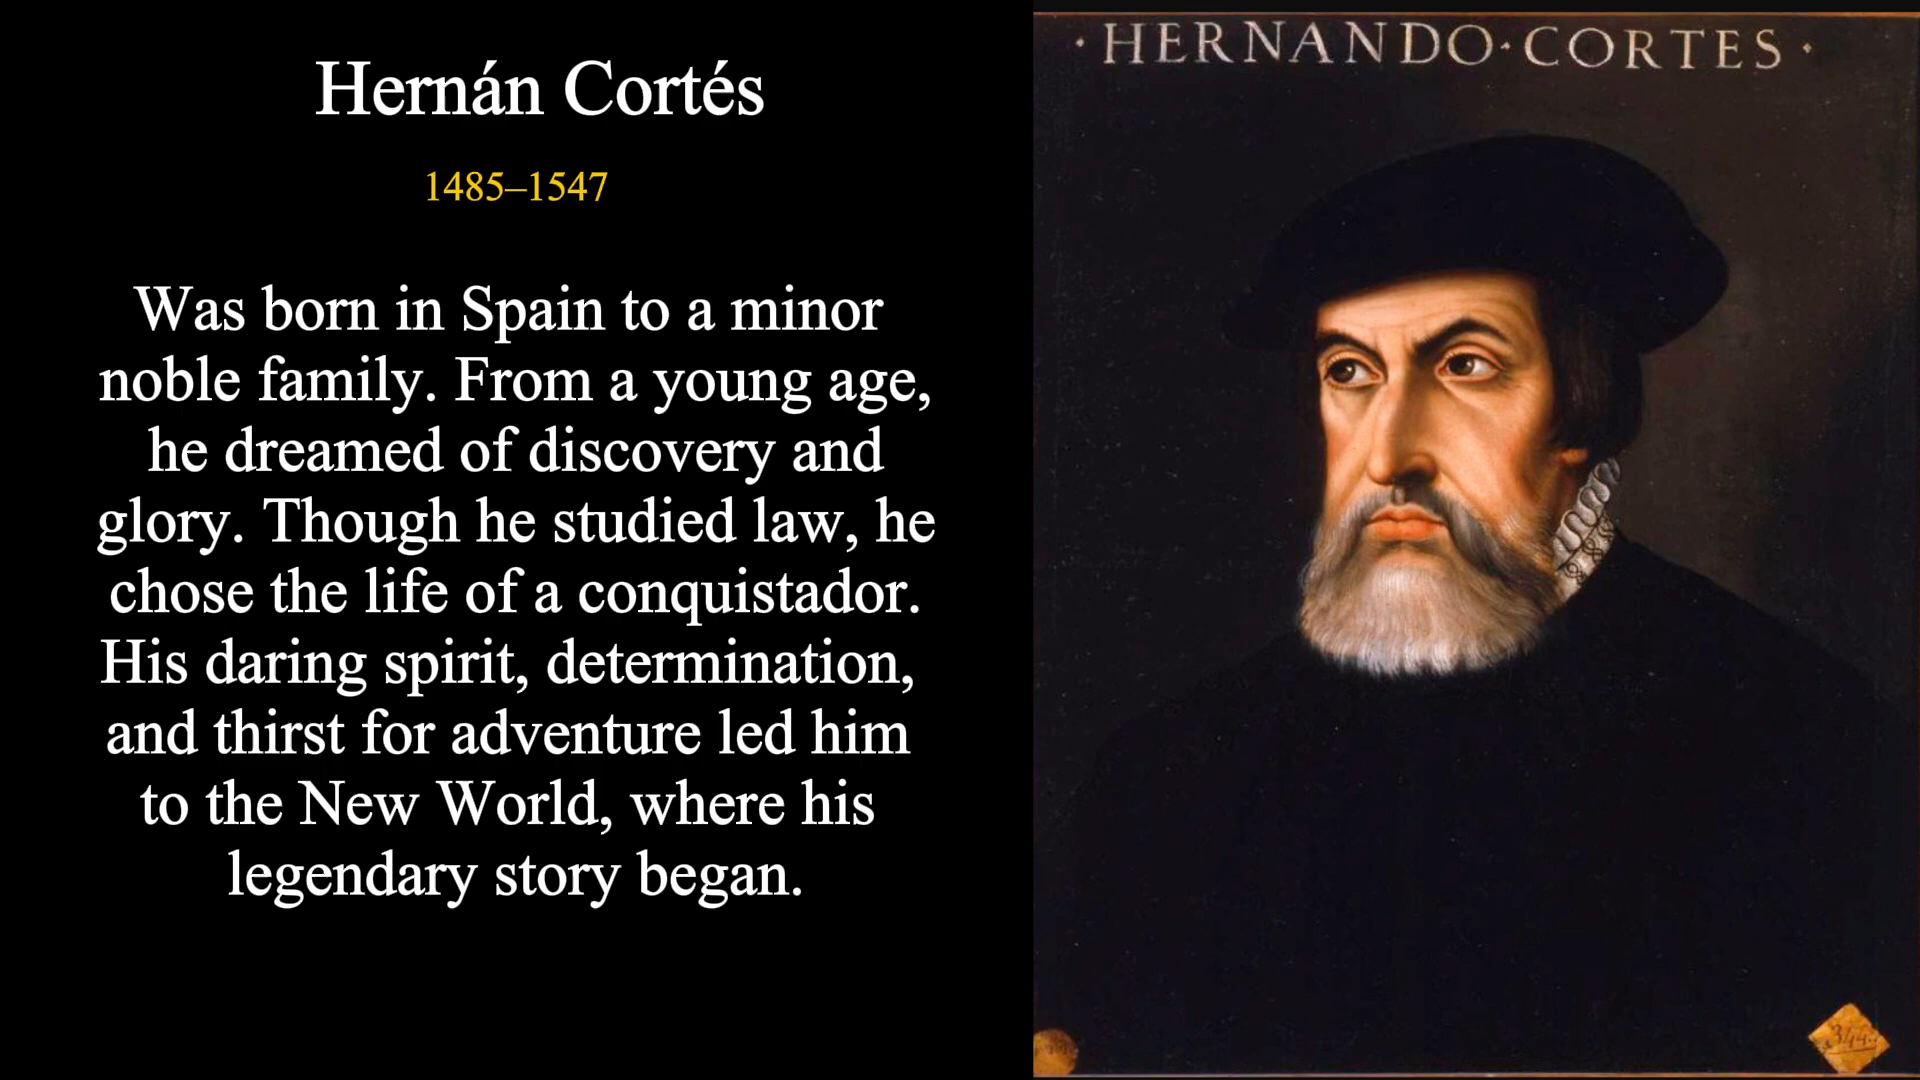 Hernán Cortés
1485–1547
Was born in Spain to a minor
noble family. From a young age,
he dreamed of discovery and
glory. Though he studied law, he
chose the life of a conquistador.
His daring spirit, determination,
and thirst for adventure led him
to the New World, where his
legendary story began.
·HERNANDO·CORTES·
344.